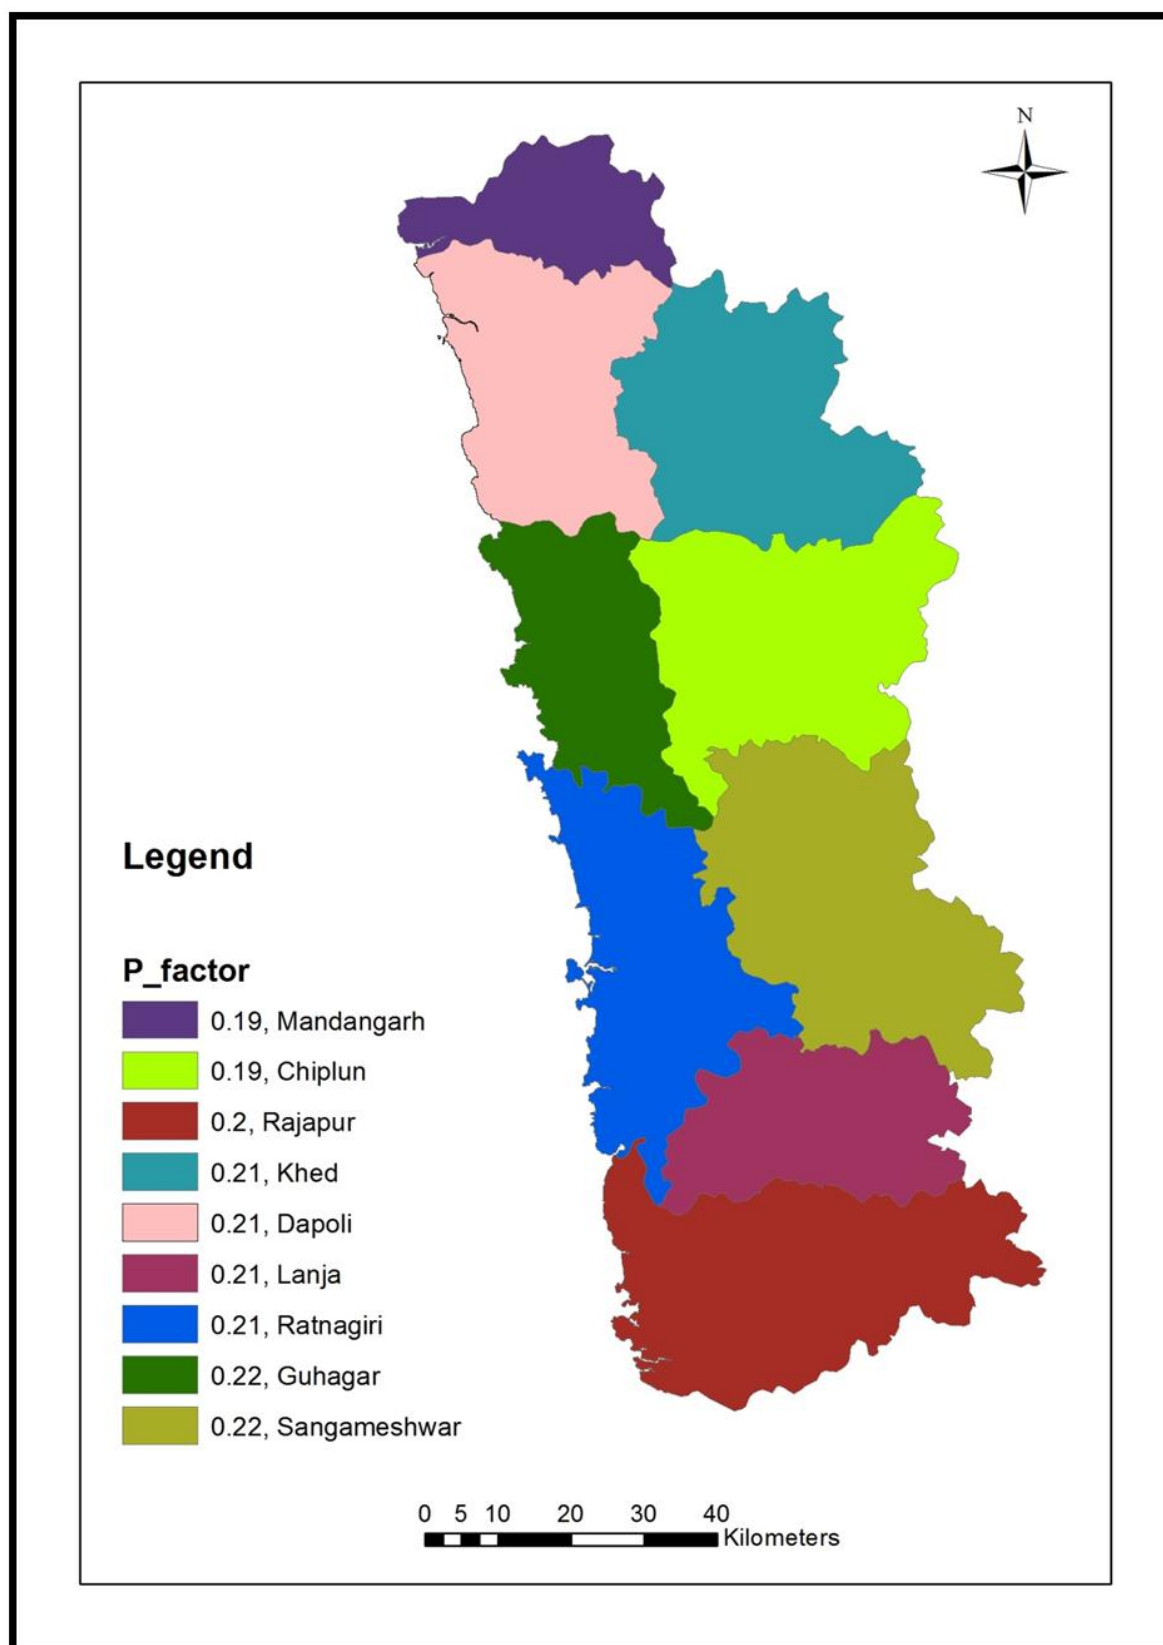 N
Legend
P_factor
0.19, Mandangarh
0.19, Chiplun
0.2, Rajapur
0.21, Khed
0.21, Dapoli
0.21, Lanja
0.21, Ratnagiri
0.22, Guhagar
0.22, Sangameshwar
0 5 10 20 30 40
Kilometers